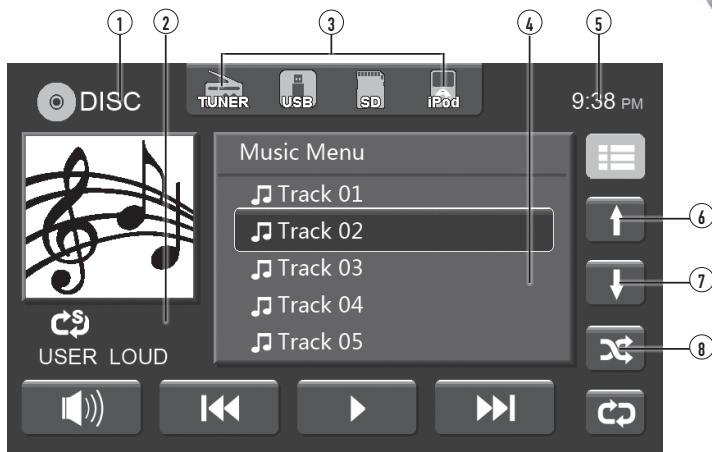 1 2 3 4 5
DISC TUNER USB SD iPod 9:38 PM
Music Menu
Track 01
Track 02
6
Track 03
7
Track 04
S
USER LOUD
Track 05
8